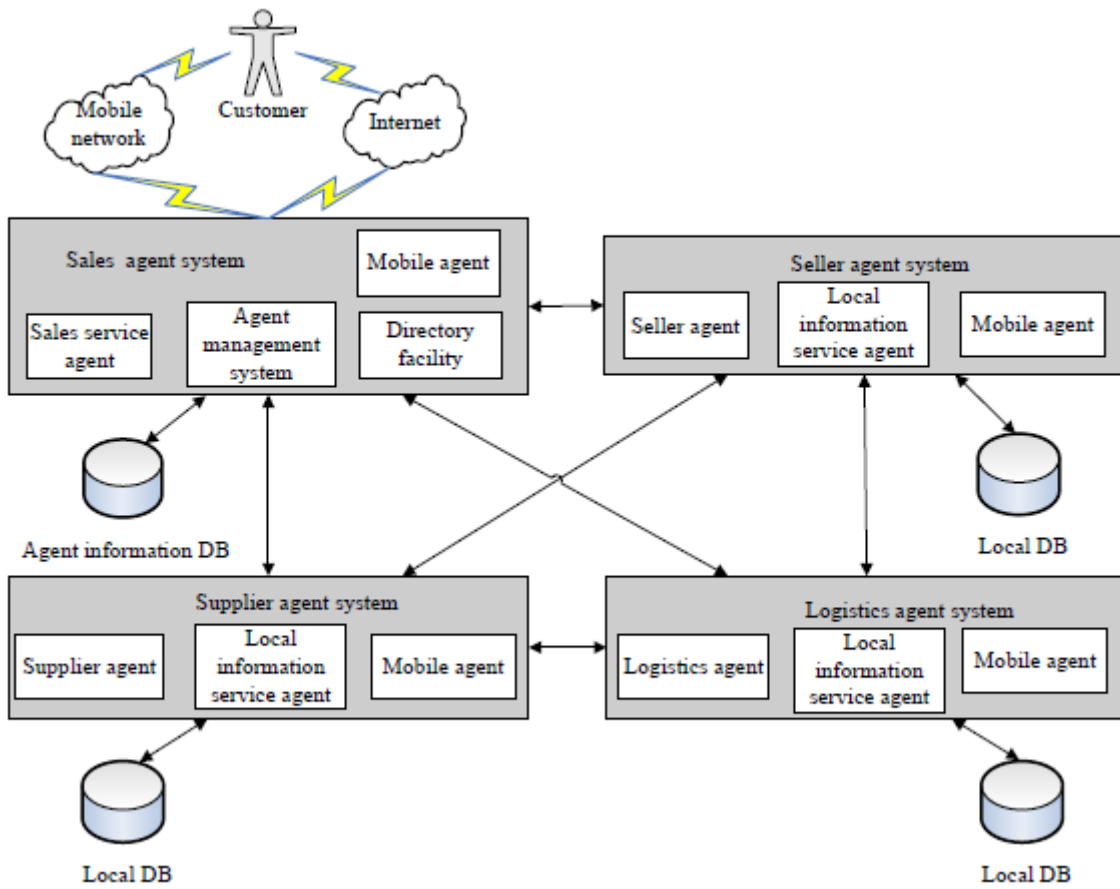 Mobile
network
Customer
Internet
Sales agent system
Mobile agent
Sales service
agent
Agent
management
system
Directory
facility
Seller agent system
Seller agent
Local
information
service agent
Mobile agent
Agent information DB
Local DB
Supplier agent system
Supplier agent
Local
information
service agent
Mobile agent
Logistics agent system
Logistics agent
Local
information
service agent
Mobile agent
Local DB
Local DB